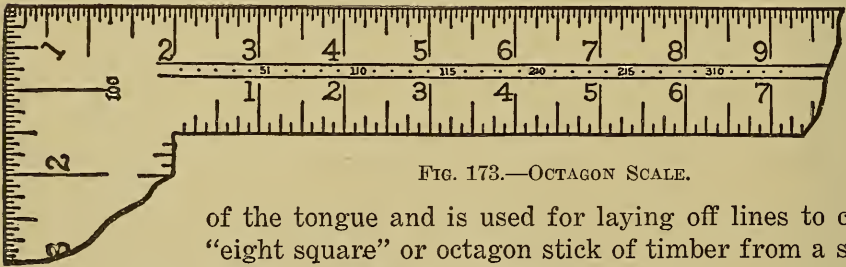 1 2 3 4 5 6 7 8 9
51 110 115 210 215 310
100
1 2 3 4 5 6 7
2
3
FIG. 173.—OCTAGON SCALE.
of the tongue and is used for laying off lines to c
“eight square” or octagon stick of timber from a s